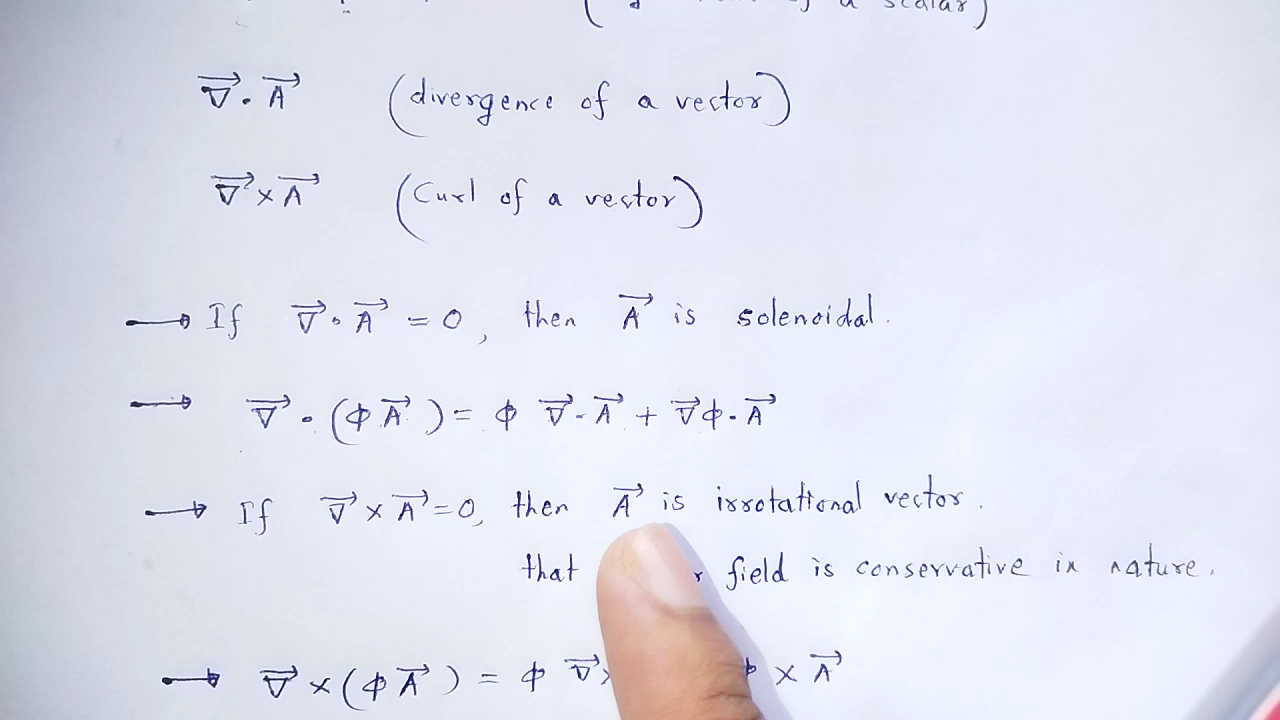 a scalar)
∇⃗ · A⃗ (divergence of a vector)
∇⃗ × A⃗ (Curl of a vector)
→ If ∇⃗ · A⃗ = 0, then A⃗ is solenoidal.
→ ∇⃗ · (ϕ A⃗) = ϕ ∇⃗ · A⃗ + ∇⃗ϕ · A⃗
→ If ∇⃗ × A⃗ = 0, then A⃗ is irrotational vector.
that field is conservative in nature.
→ ∇⃗ × (ϕ A⃗) = ϕ ∇⃗ × A⃗